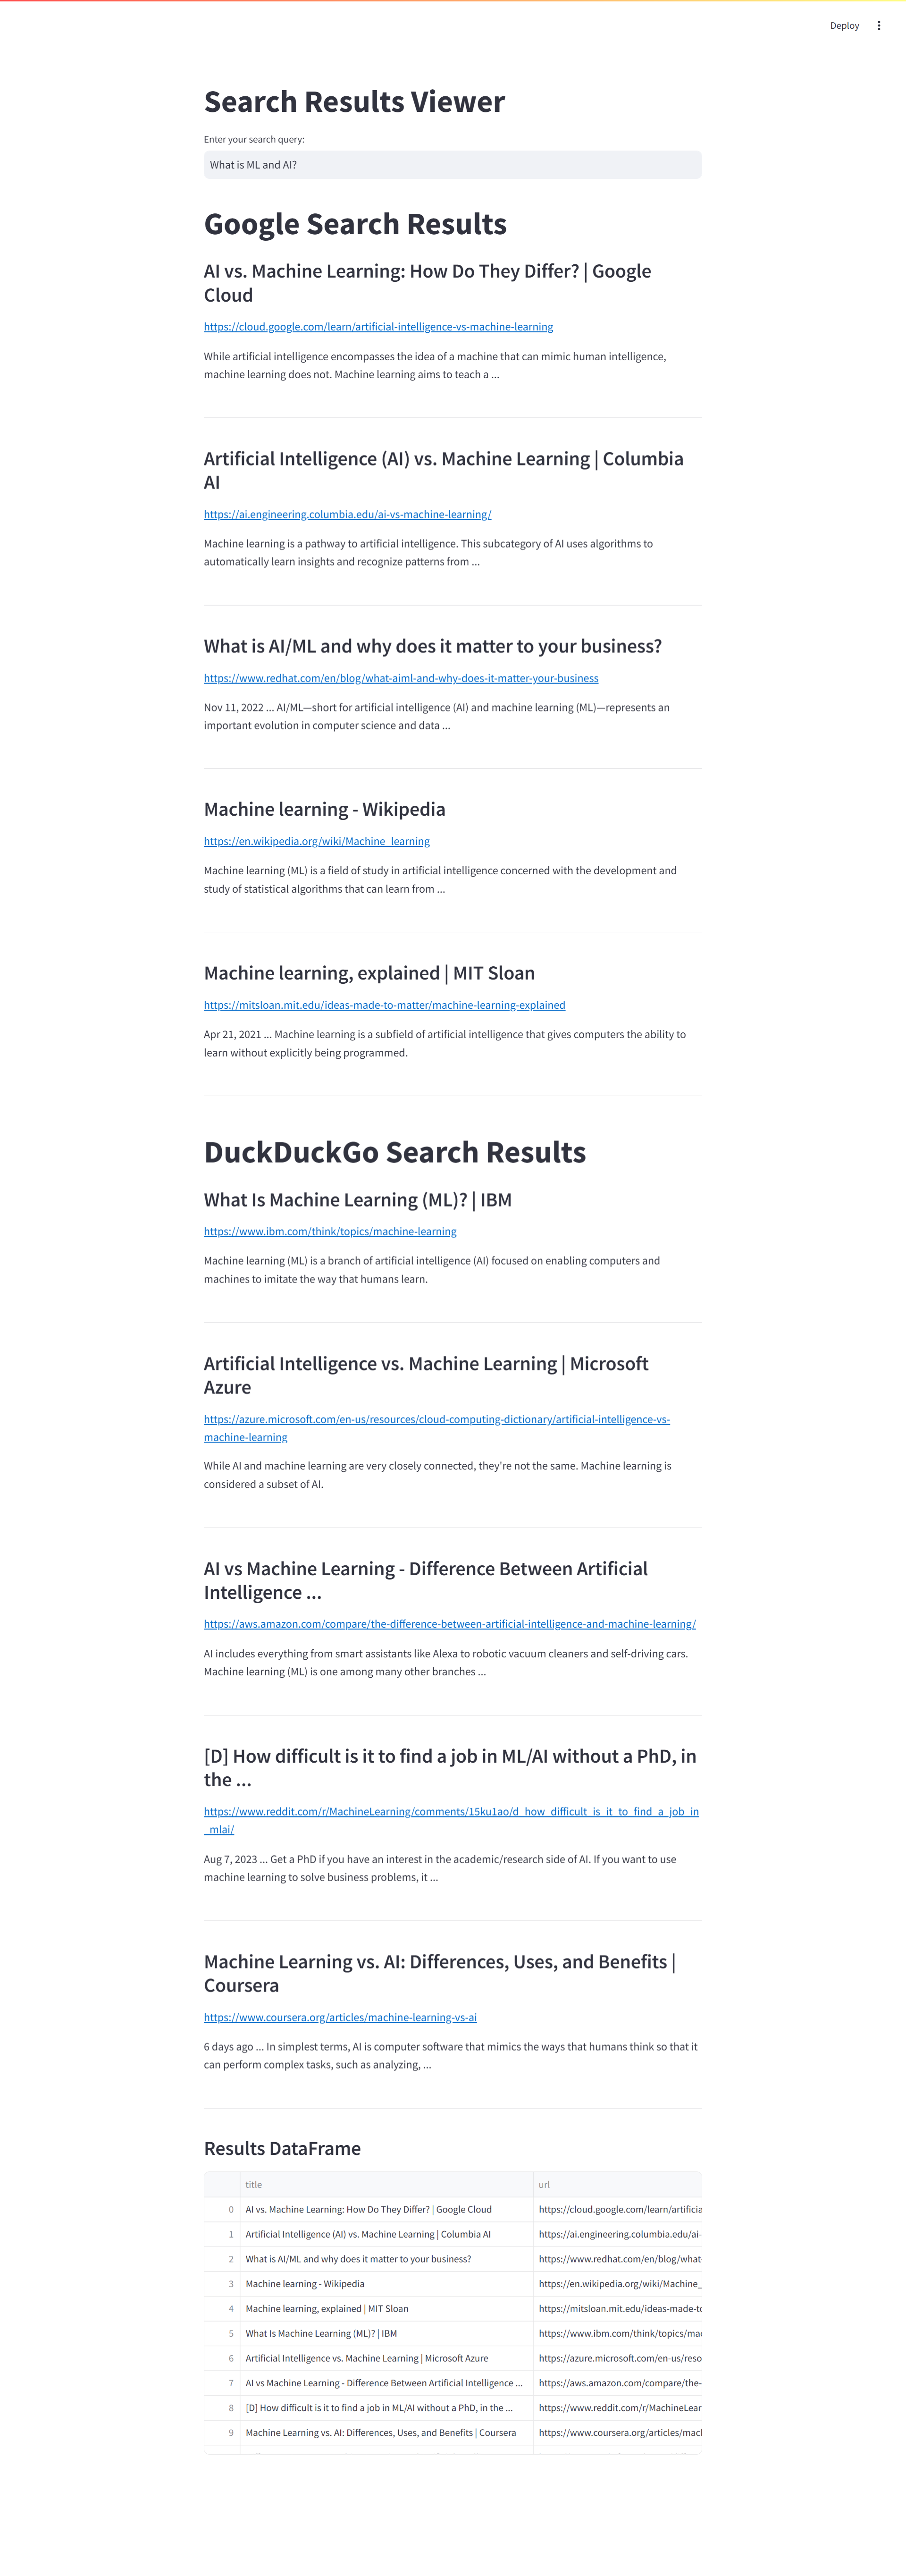 Deploy
Search Results Viewer
Enter your search query:
What is ML and AI?
Google Search Results
AI vs. Machine Learning: How Do They Differ? | Google
Cloud
https://cloud.google.com/learn/artificial-intelligence-vs-machine-learning
While artificial intelligence encompasses the idea of a machine that can mimic human intelligence,
machine learning does not. Machine learning aims to teach a ...
Artificial Intelligence (AI) vs. Machine Learning | Columbia
AI
https://ai.engineering.columbia.edu/ai-vs-machine-learning/
Machine learning is a pathway to artificial intelligence. This subcategory of AI uses algorithms to
automatically learn insights and recognize patterns from ...
What is AI/ML and why does it matter to your business?
https://www.redhat.com/en/blog/what-aiml-and-why-does-it-matter-your-business
Nov 11, 2022 ... AI/ML—short for artificial intelligence (AI) and machine learning (ML)—represents an
important evolution in computer science and data ...
Machine learning - Wikipedia
https://en.wikipedia.org/wiki/Machine_learning
Machine learning (ML) is a field of study in artificial intelligence concerned with the development and
study of statistical algorithms that can learn from ...
Machine learning, explained | MIT Sloan
https://mitsloan.mit.edu/ideas-made-to-matter/machine-learning-explained
Apr 21, 2021 ... Machine learning is a subfield of artificial intelligence that gives computers the ability to
learn without explicitly being programmed.
DuckDuckGo Search Results
What Is Machine Learning (ML)? | IBM
https://www.ibm.com/think/topics/machine-learning
Machine learning (ML) is a branch of artificial intelligence (AI) focused on enabling computers and
machines to imitate the way that humans learn.
Artificial Intelligence vs. Machine Learning | Microsoft
Azure
https://azure.microsoft.com/en-us/resources/cloud-computing-dictionary/artificial-intelligence-vs-
machine-learning
While AI and machine learning are very closely connected, they're not the same. Machine learning is
considered a subset of AI.
AI vs Machine Learning - Difference Between Artificial
Intelligence ...
https://aws.amazon.com/compare/the-difference-between-artificial-intelligence-and-machine-learning/
AI includes everything from smart assistants like Alexa to robotic vacuum cleaners and self-driving cars.
Machine learning (ML) is one among many other branches ...
[D] How difficult is it to find a job in ML/AI without a PhD, in
the ...
https://www.reddit.com/r/MachineLearning/comments/15ku1ao/d_how_difficult_is_it_to_find_a_job_in
_mlai/
Aug 7, 2023 ... Get a PhD if you have an interest in the academic/research side of AI. If you want to use
machine learning to solve business problems, it ...
Machine Learning vs. AI: Differences, Uses, and Benefits |
Coursera
https://www.coursera.org/articles/machine-learning-vs-ai
6 days ago ... In simplest terms, AI is computer software that mimics the ways that humans think so that it
can perform complex tasks, such as analyzing, ...
Results DataFrame
title url
0 AI vs. Machine Learning: How Do They Differ? | Google Cloud https://cloud.google.com/learn/artificia
1 Artificial Intelligence (AI) vs. Machine Learning | Columbia AI https://ai.engineering.columbia.edu/ai-
2 What is AI/ML and why does it matter to your business? https://www.redhat.com/en/blog/what-
3 Machine learning - Wikipedia https://en.wikipedia.org/wiki/Machine_
4 Machine learning, explained | MIT Sloan https://mitsloan.mit.edu/ideas-made-to
5 What Is Machine Learning (ML)? | IBM https://www.ibm.com/think/topics/mac
6 Artificial Intelligence vs. Machine Learning | Microsoft Azure https://azure.microsoft.com/en-us/reso
7 AI vs Machine Learning - Difference Between Artificial Intelligence ... https://aws.amazon.com/compare/the-
8 [D] How difficult is it to find a job in ML/AI without a PhD, in the ... https://www.reddit.com/r/MachineLear
9 Machine Learning vs. AI: Differences, Uses, and Benefits | Coursera https://www.coursera.org/articles/macl